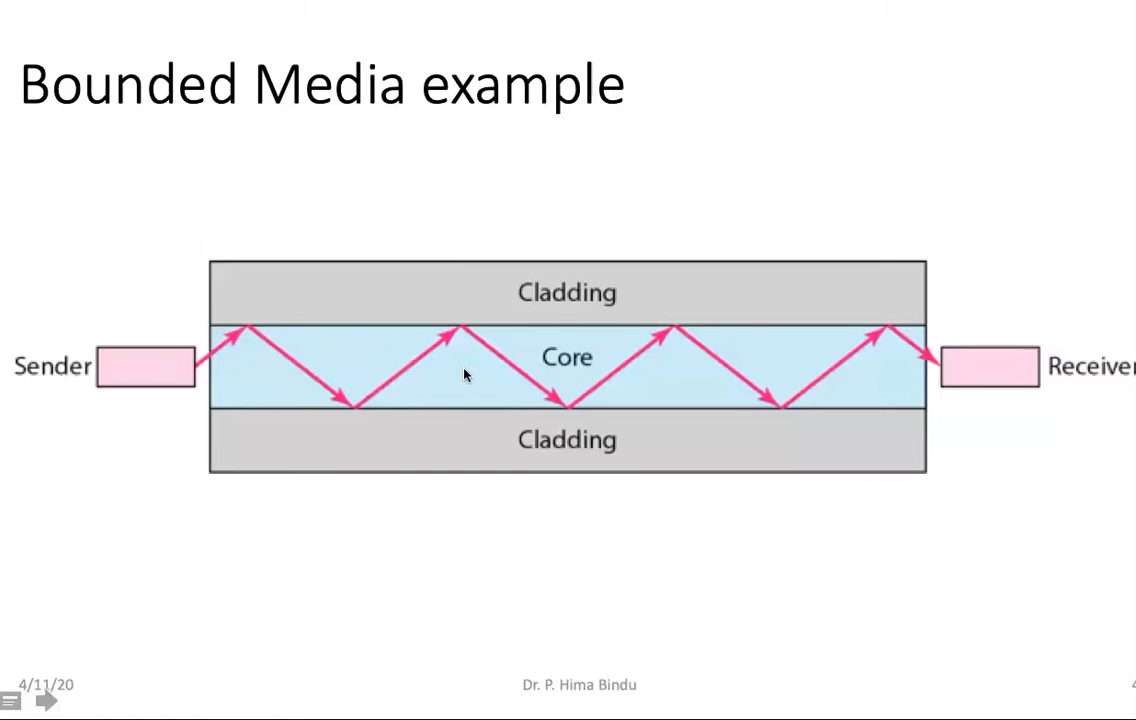 Bounded Media example
Cladding
Sender
Core
Receiver
Cladding
4/11/20
Dr. P. Hima Bindu